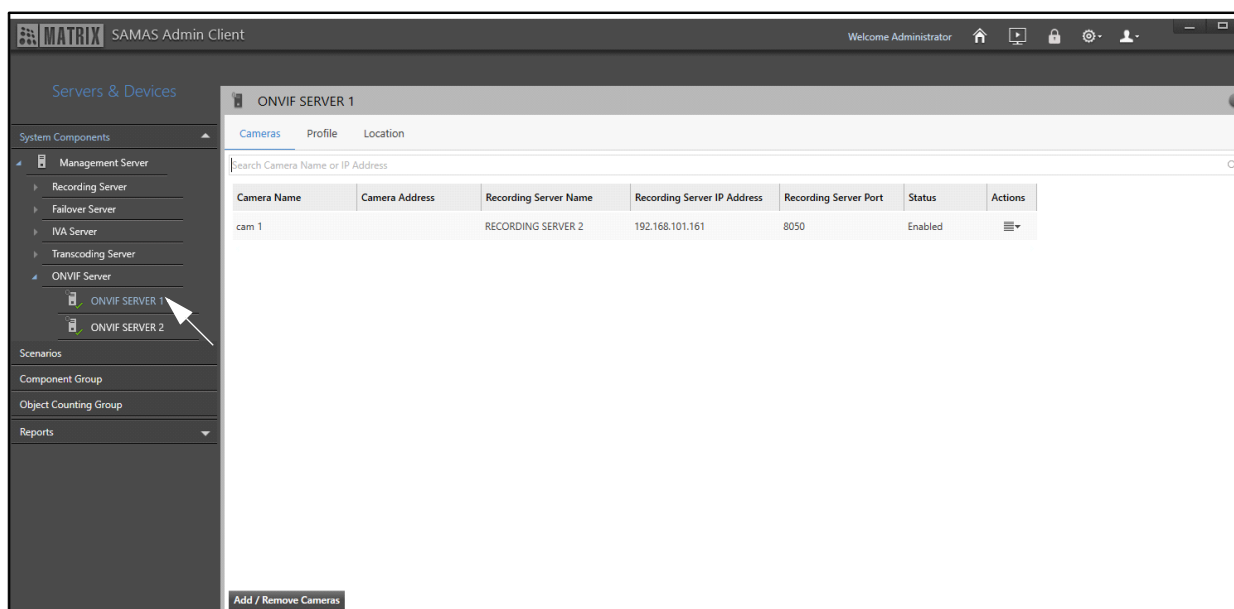 MATRIX SAMAS Admin Client
Welcome Administrator
Servers & Devices
System Components
Management Server
Recording Server
Failover Server
IVA Server
Transcoding Server
ONVIF Server
ONVIF SERVER 1
ONVIF SERVER 2
Scenarios
Component Group
Object Counting Group
Reports
ONVIF SERVER 1
Cameras Profile Location
Search Camera Name or IP Address
Camera Name Camera Address Recording Server Name Recording Server IP Address Recording Server Port Status Actions
cam 1 RECORDING SERVER 2 192.168.101.161 8050 Enabled
Add / Remove Cameras